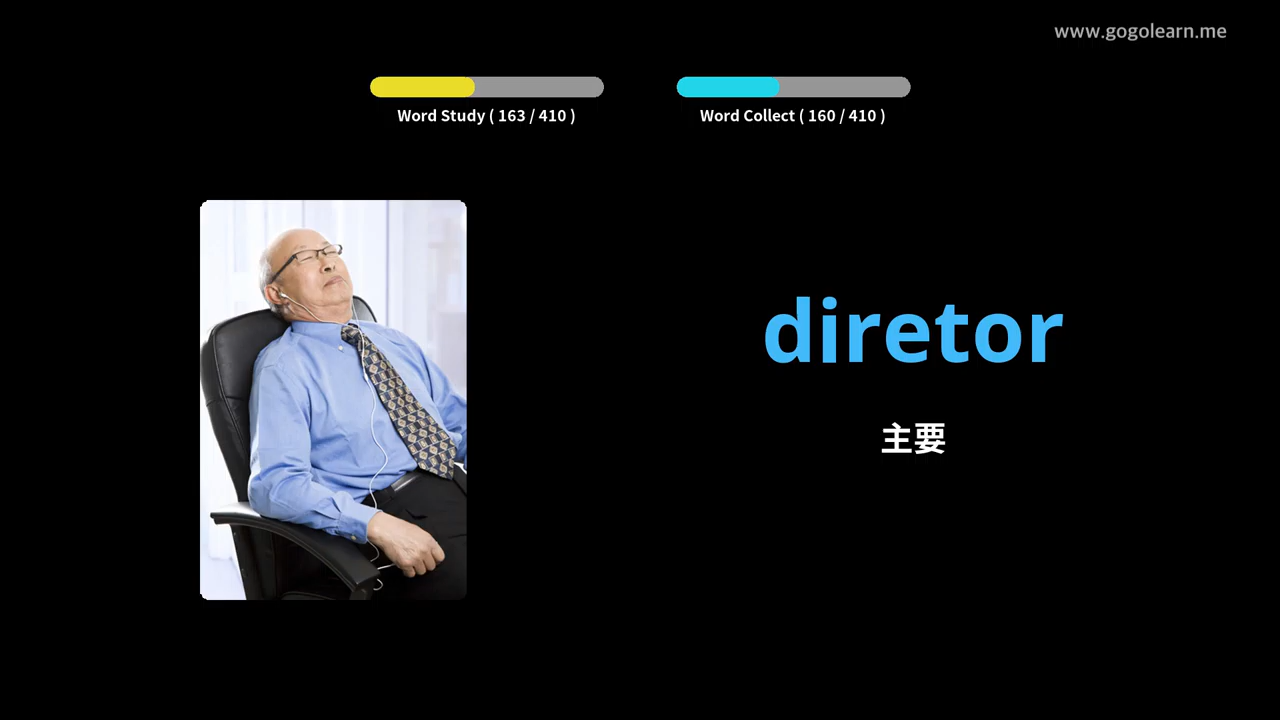 www.gogolearn.me
Word Study ( 163 / 410 )
Word Collect ( 160 / 410 )
diretor
主要